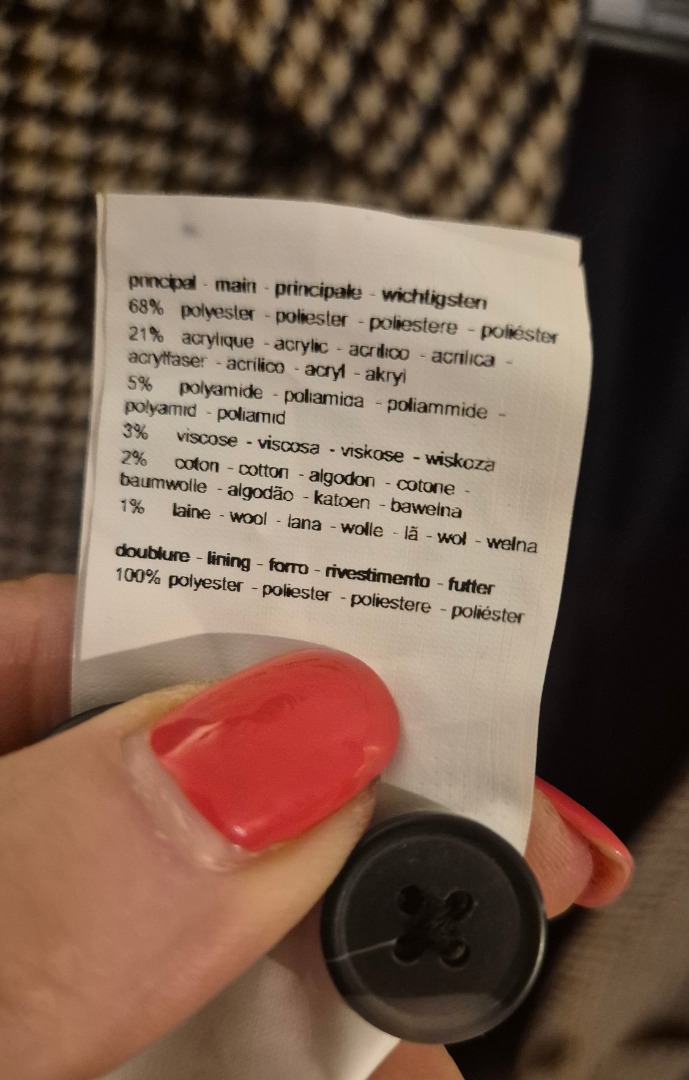 principal - main - principale - wichtigsten
68% polyester - poliester - poliestere - poliéster
21% acrylique - acrylic - acrilico - acrilica -
acrylfaser - acrílico - acryl - akryl
5% polyamide - poliamida - poliammide -
polyamid - poliamid
3% viscose - viscosa - viskose - wiskoza
2% coton - cotton - algodon - cotone -
baumwolle - algodão - katoen - bawelna
1% laine - wool - lana - wolle - lã - wol - welna
doublure - lining - forro - rivestimento - futter
100% polyester - poliester - poliestere - poliéster